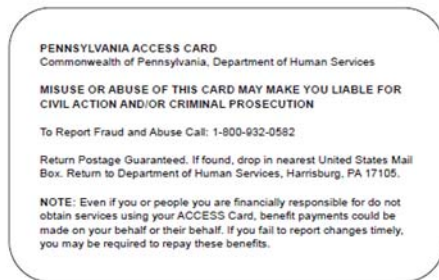 PENNSYLVANIA ACCESS CARD
Commonwealth of Pennsylvania, Department of Human Services
MISUSE OR ABUSE OF THIS CARD MAY MAKE YOU LIABLE FOR
CIVIL ACTION AND/OR CRIMINAL PROSECUTION
To Report Fraud and Abuse Call: 1-800-932-0582
Return Postage Guaranteed. If found, drop in nearest United States Mail
Box. Return to Department of Human Services, Harrisburg, PA 17105.
NOTE: Even if you or people you are financially responsible for do not
obtain services using your ACCESS Card, benefit payments could be
made on your behalf or their behalf. If you fail to report changes timely,
you may be required to repay these benefits.